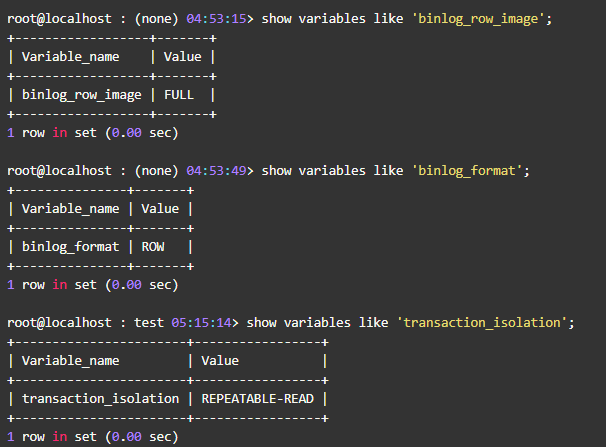 root@localhost : (none) 04:53:15> show variables like 'binlog_row_image';
+------------------+-------+
| Variable_name    | Value |
+------------------+-------+
| binlog_row_image | FULL  |
+------------------+-------+
1 row in set (0.00 sec)
root@localhost : (none) 04:53:49> show variables like 'binlog_format';
+---------------+-------+
| Variable_name | Value |
+---------------+-------+
| binlog_format | ROW   |
+---------------+-------+
1 row in set (0.00 sec)
root@localhost : test 05:15:14> show variables like 'transaction_isolation';
+-----------------------+-----------------+
| Variable_name         | Value           |
+-----------------------+-----------------+
| transaction_isolation | REPEATABLE-READ |
+-----------------------+-----------------+
1 row in set (0.00 sec)